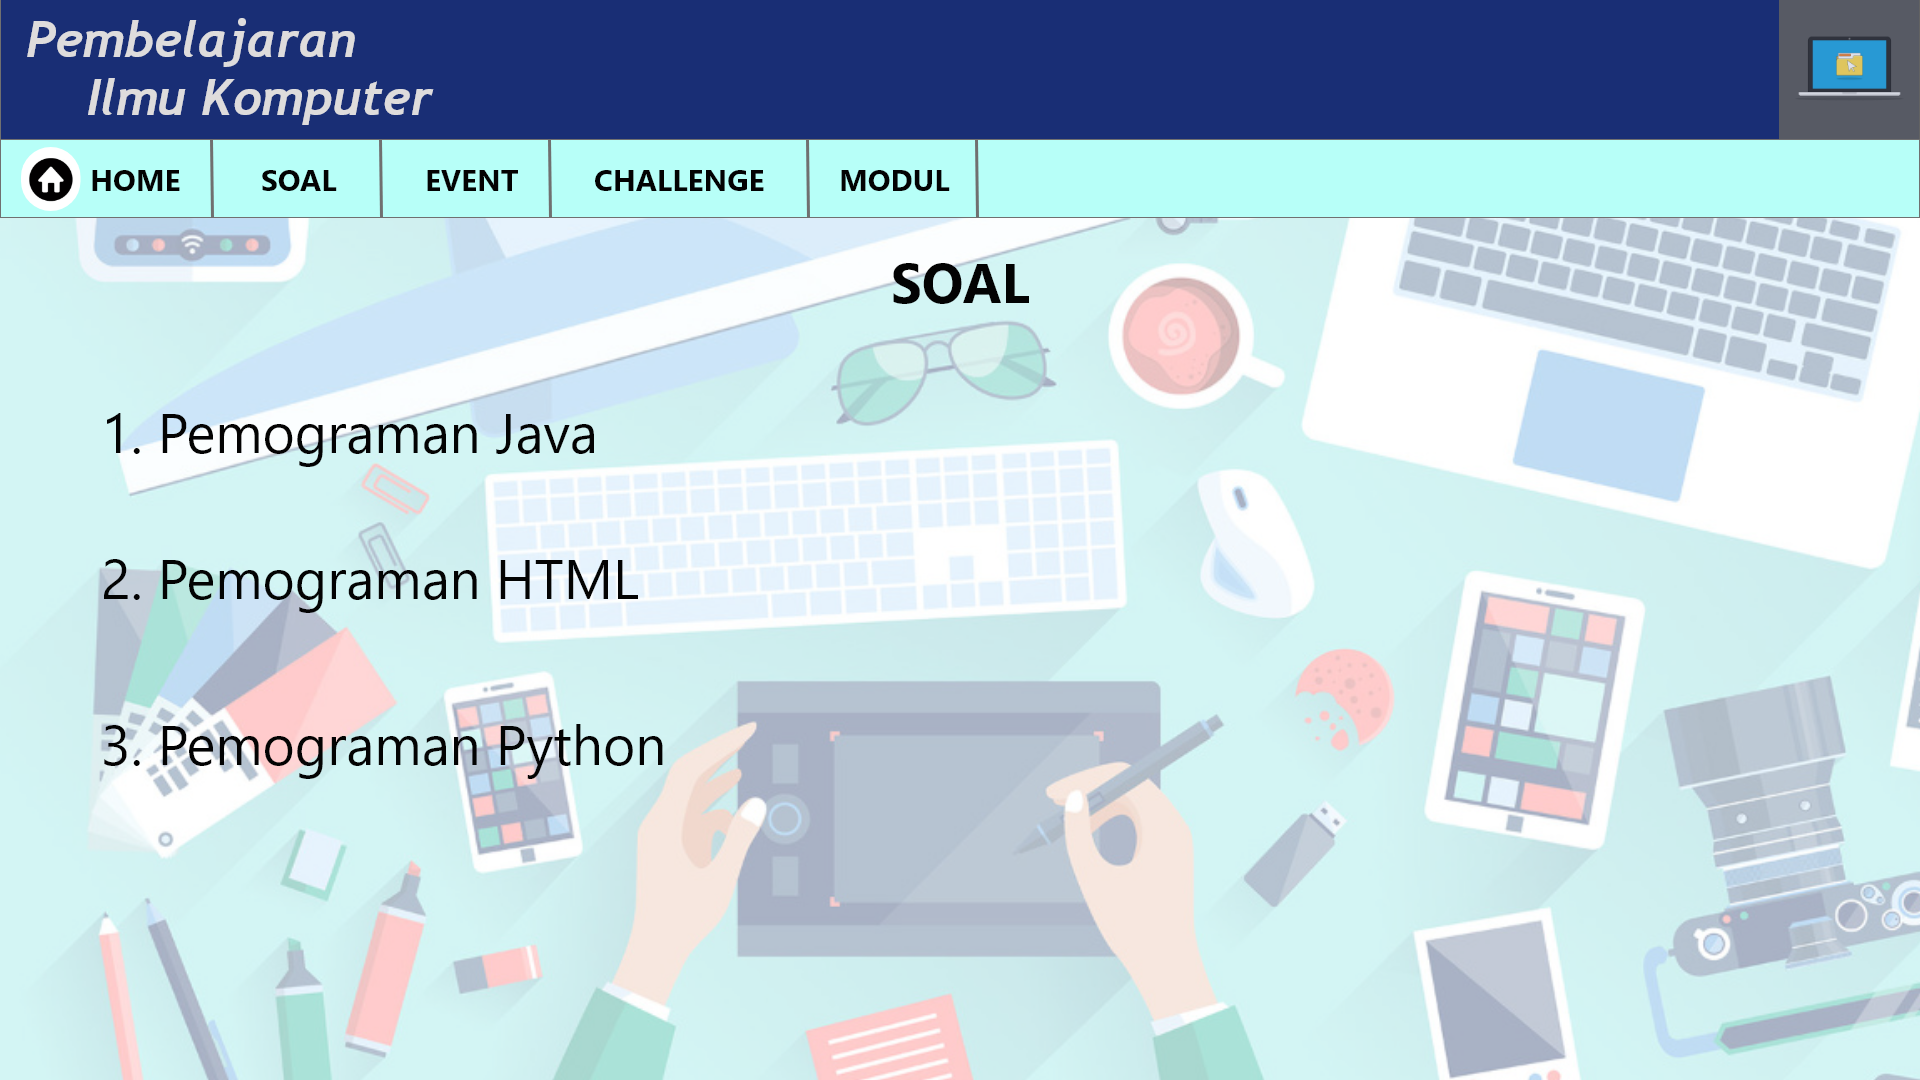 Pembelajaran
Ilmu Komputer
HOME SOAL EVENT CHALLENGE MODUL
SOAL
1. Pemograman Java
2. Pemograman HTML
3. Pemograman Python